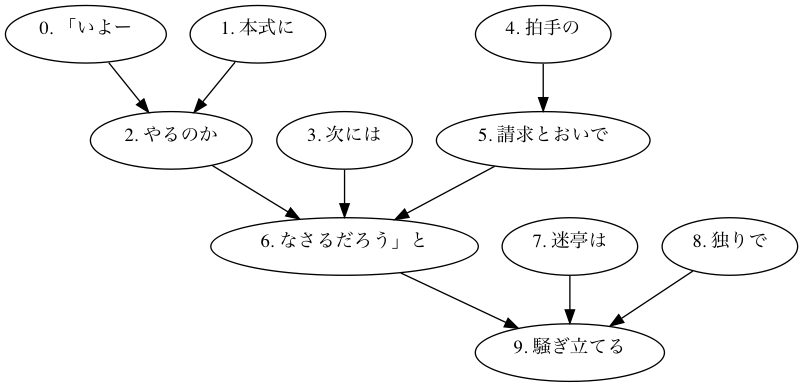 0. 「いよー
1. 本式に
4. 拍手の
2. やるのか
3. 次には
5. 請求とおいで
6. なさるだろう」と
7. 迷亭は
8. 独りで
9. 騒ぎ立てる